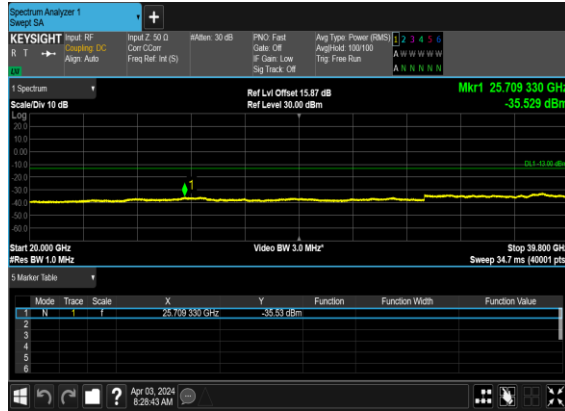 Spectrum Analyzer 1
Swept SA
+
KEYSIGHT Input: RF Input Z: 50 Ω #Atten: 30 dB PNO: Fast Avg Type: Power (RMS) 1 2 3 4 5 6
R T Coupling: DC Corr CCorr Gate: Off Avg|Hold: 100/100 A W W W W W
Align: Auto Freq Ref: Int (S) IF Gain: Low Trig: Free Run
Sig Track: Off A N N N N N
1 Spectrum Ref Lvl Offset 15.87 dB Mkr1 25.709 330 GHz
Scale/Div 10 dB Ref Level 30.00 dBm -35.529 dBm
Log
20.0
10.0
0.00
DL1 -13.00 dBm
-10.0
-20.0
1
-30.0
-40.0
-50.0
-60.0
Start 20.000 GHz Video BW 3.0 MHz* Stop 39.800 GHz
#Res BW 1.0 MHz Sweep 34.7 ms (40001 pts)
5 Marker Table
Mode Trace Scale X Y Function Function Width Function Value
1 N 1 f 25.709 330 GHz -35.53 dBm
2
3
4
5
6
? Apr 03, 2024
8:28:43 AM